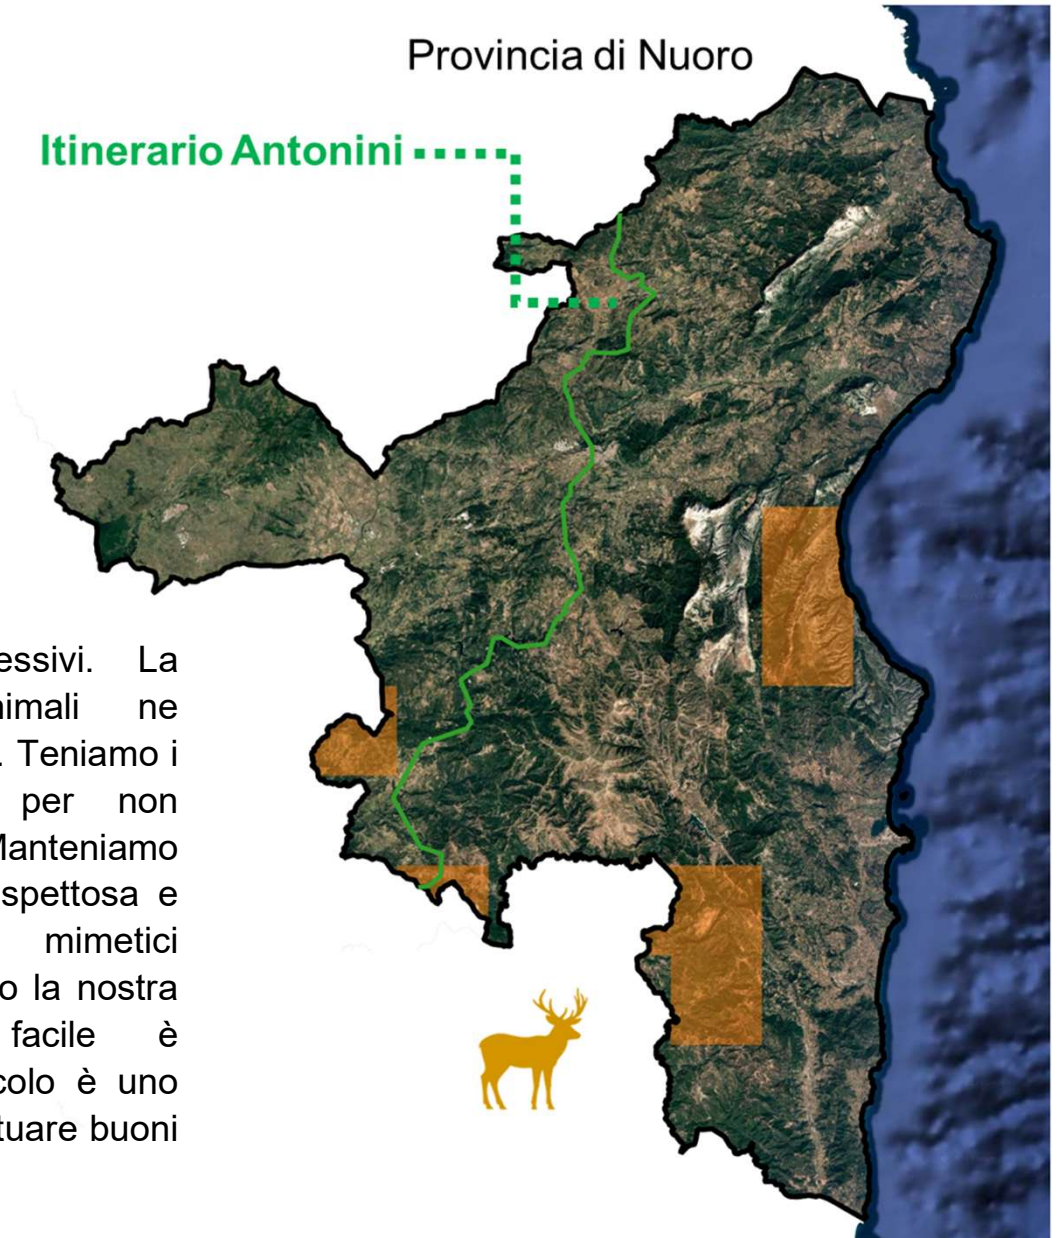 Provincia di Nuoro
Itinerario Antonini
essivi. La
nimali ne
. Teniamo i
per non
Manteniamo
spettosa e
mimetici
o la nostra
facile è
colo è uno
tuare buoni